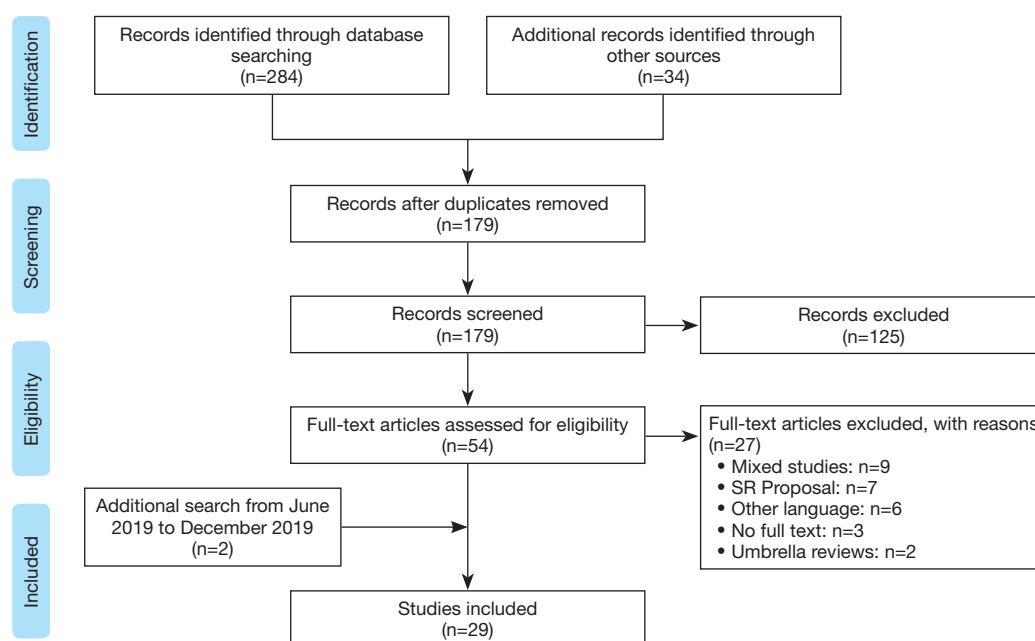 Identification
Records identified through database
searching
(n=284)
Additional records identified through
other sources
(n=34)
Screening
Records after duplicates removed
(n=179)
Records screened
(n=179)
Records excluded
(n=125)
Eligibility
Full-text articles assessed for eligibility
(n=54)
Full-text articles excluded, with reasons
(n=27)
• Mixed studies: n=9
• SR Proposal: n=7
• Other language: n=6
• No full text: n=3
• Umbrella reviews: n=2
Included
Additional search from June
2019 to December 2019
(n=2)
Studies included
(n=29)